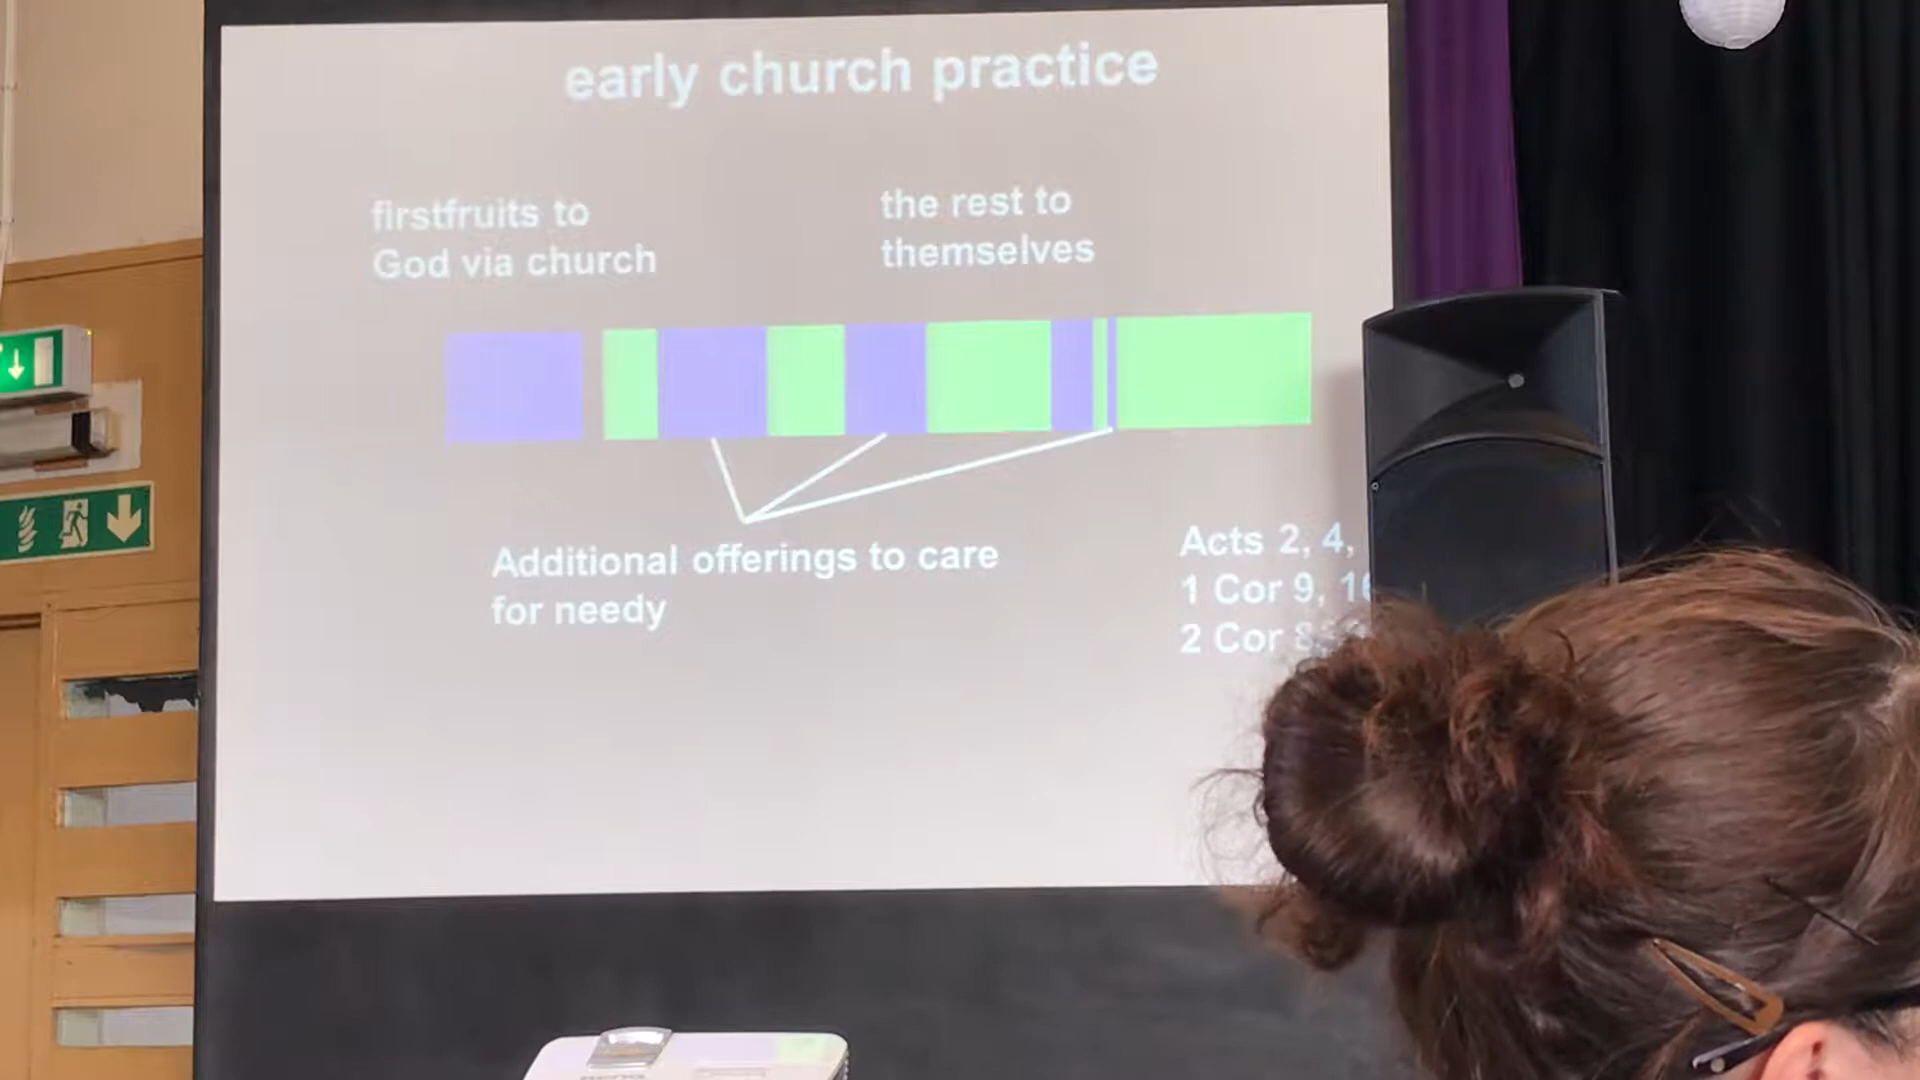 early church practice
firstfruits to
God via church
the rest to
themselves
Additional offerings to care
for needy
Acts 2, 4,
1 Cor 9,
2 Cor